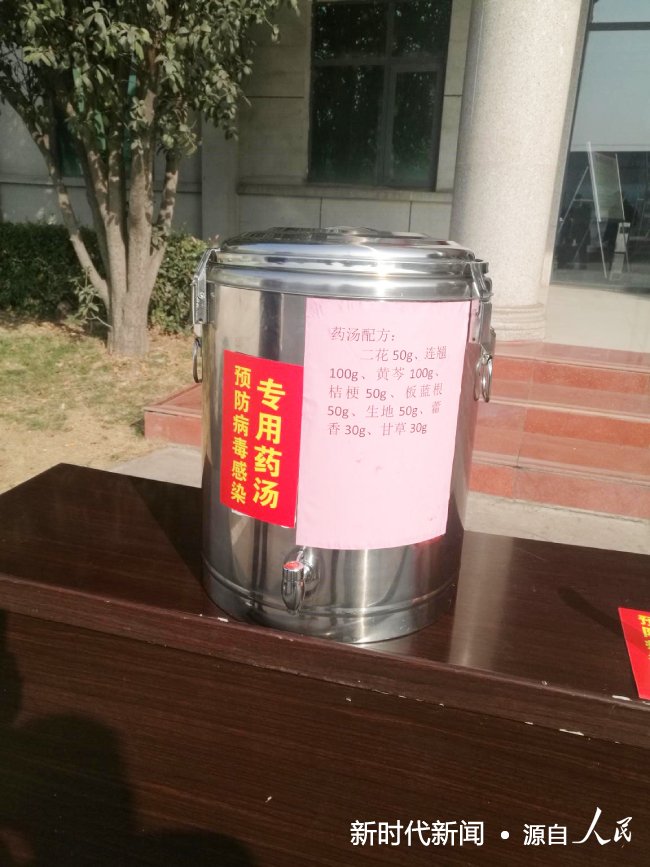 预防病毒感染
专用药汤
药汤配方：
二花 50g、连翘
100g、黄芩 100g、
桔梗 50g、板蓝根
50g、生地 50g、藿
香 30g、甘草 30g
预防
新时代新闻 • 源自人民